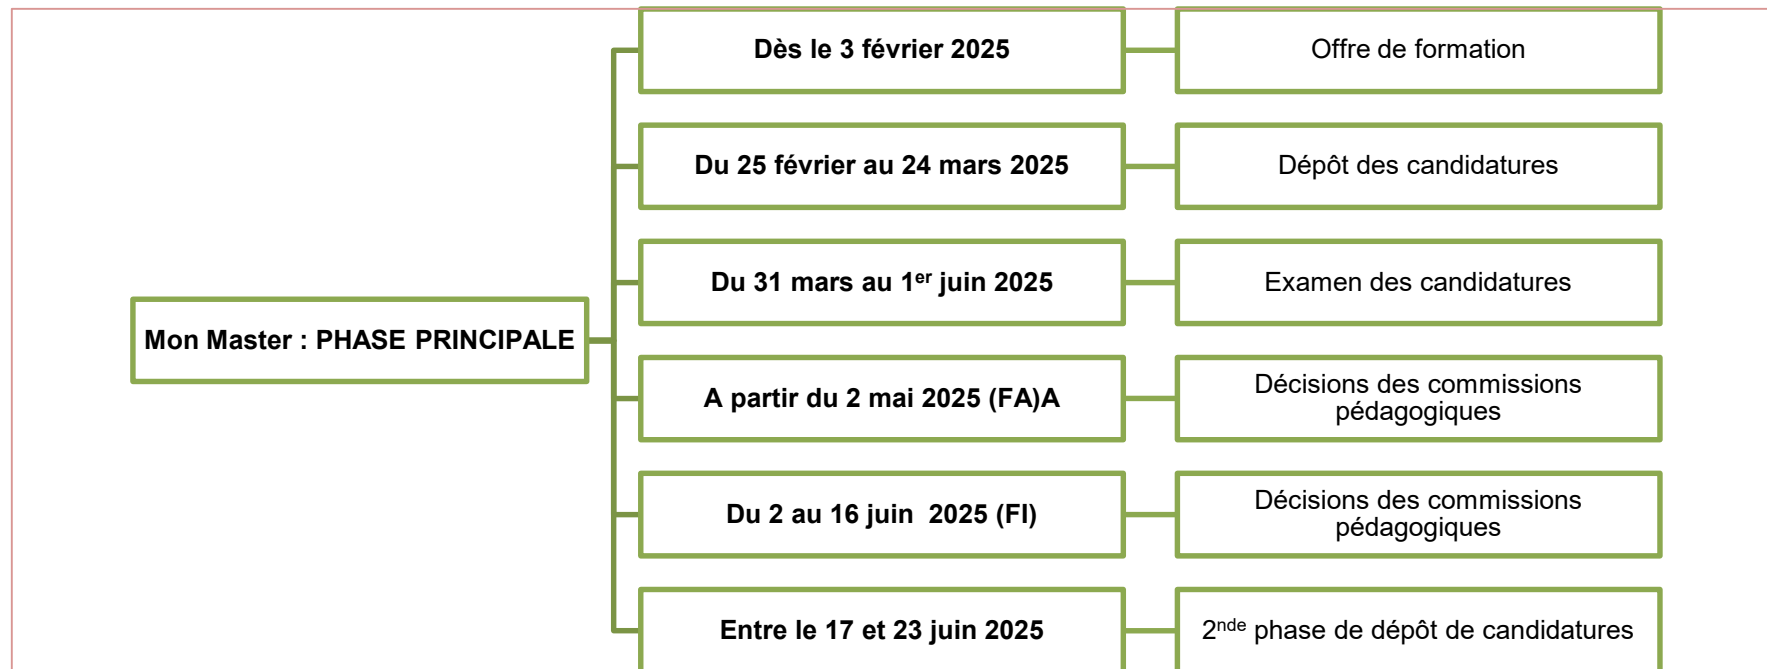 Dès le 3 février 2025
Offre de formation
Du 25 février au 24 mars 2025
Dépôt des candidatures
Du 31 mars au 1er juin 2025
Examen des candidatures
Mon Master : PHASE PRINCIPALE
A partir du 2 mai 2025 (FA)A
Décisions des commissions
pédagogiques
Du 2 au 16 juin  2025 (FI)
Décisions des commissions
pédagogiques
Entre le 17 et 23 juin 2025
2nde phase de dépôt de candidatures